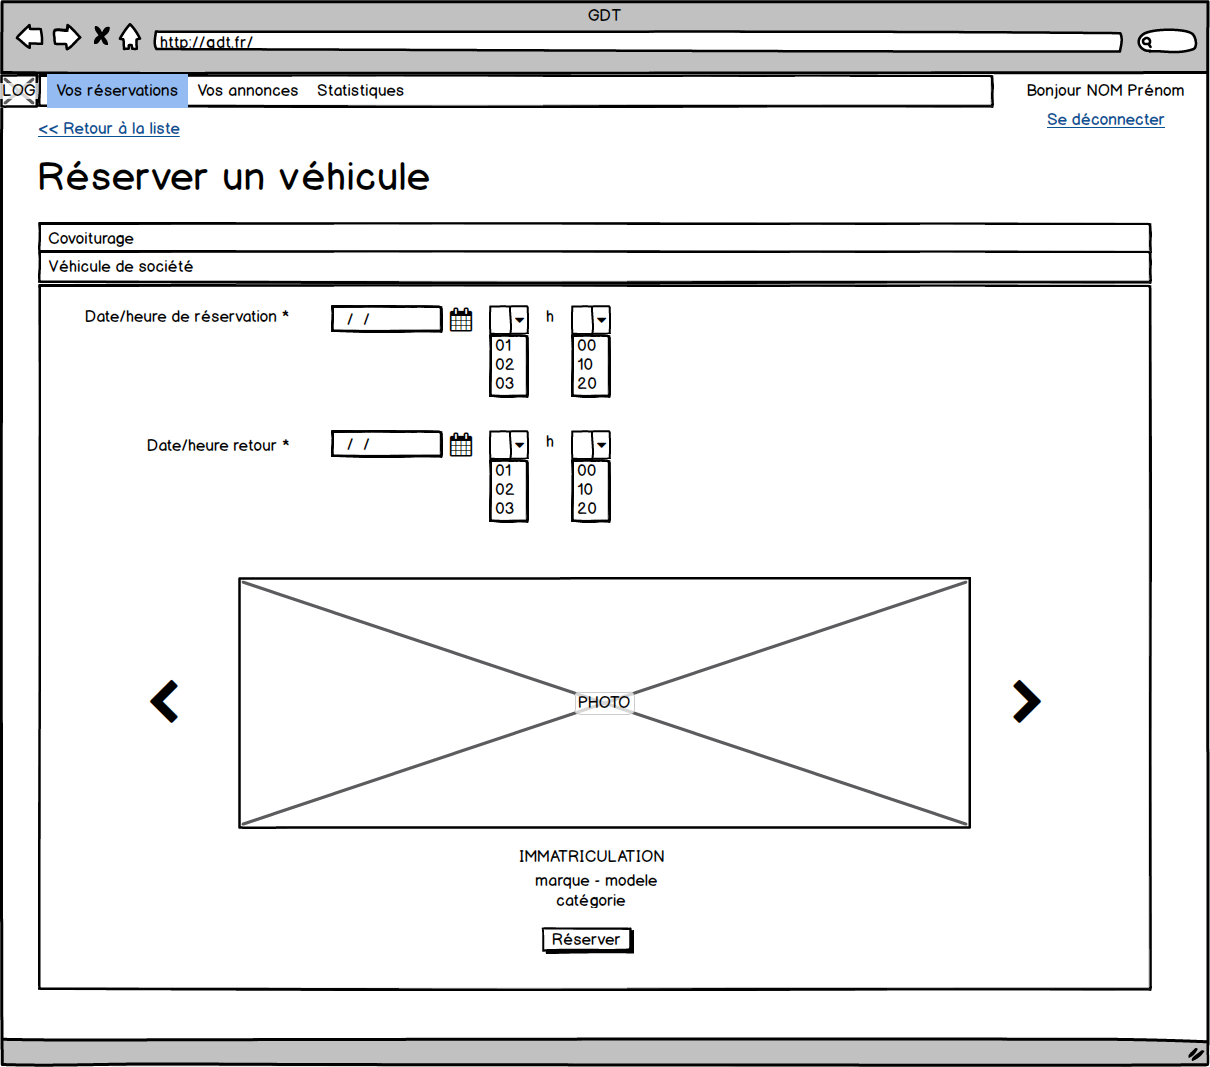 GDT
http://gdt.fr/
LOG Vos réservations Vos annonces Statistiques Bonjour NOM Prénom
Se déconnecter
<< Retour à la liste
Réserver un véhicule
Covoiturage
Véhicule de société
Date/heure de réservation * / / h
01 00
02 10
03 20
Date/heure retour * / / h
01 00
02 10
03 20
PHOTO
IMMATRICULATION
marque - modele
catégorie
Réserver